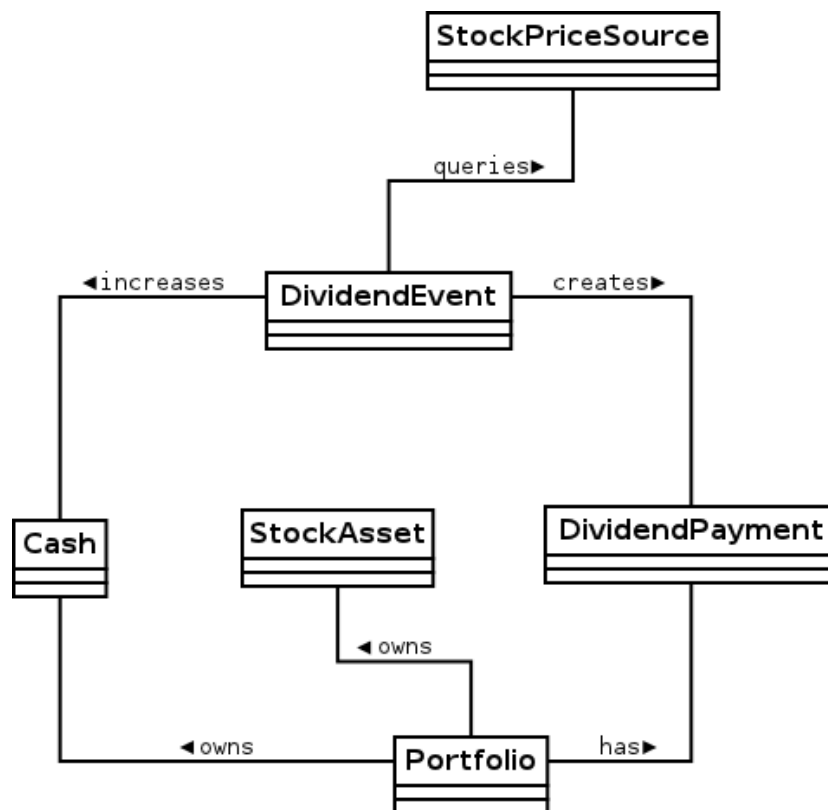 StockPriceSource
queries►
◄increases
DividendEvent
creates►
Cash
StockAsset
DividendPayment
◄ owns
◄owns
Portfolio
has►